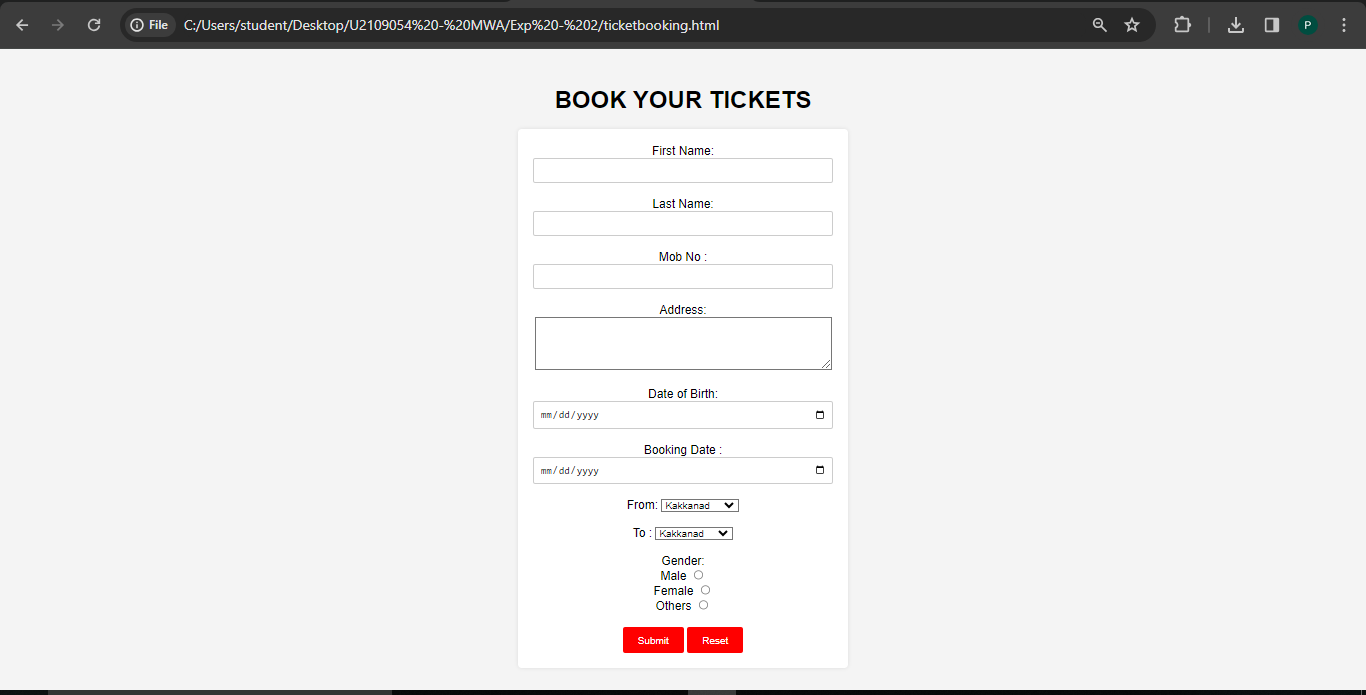 File C:/Users/student/Desktop/U2109054%20-%20MWA/Exp%20-%202/ticketbooking.html P
BOOK YOUR TICKETS
First Name:
Last Name:
Mob No :
Address:
Date of Birth:
mm/dd/yyyy
Booking Date :
mm/dd/yyyy
From: Kakkanad
To : Kakkanad
Gender:
Male
Female
Others
Submit Reset